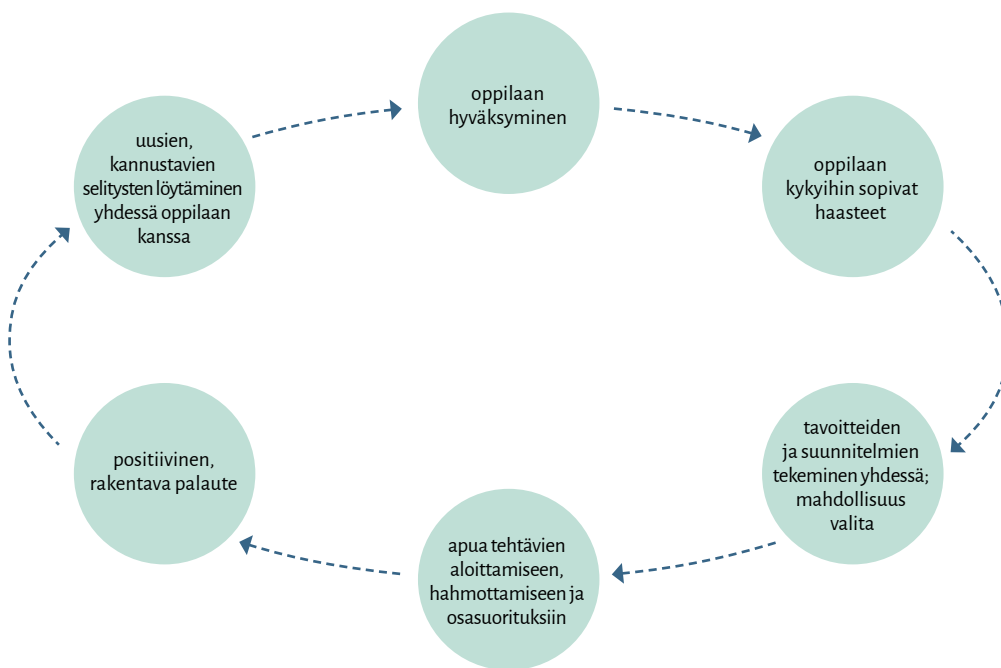 oppilaan
hyväksyminen
oppilaan
kykyihin sopivat
haasteet
tavoitteiden
ja suunnitelmien
tekeminen yhdessä;
mahdollisuus
valita
apua tehtävien
aloittamiseen,
hahmottamiseen ja
osasuorituksiin
positiivinen,
rakentava palaute
uusien,
kannustavien
selitysten löytäminen
yhdessä oppilaan
kanssa